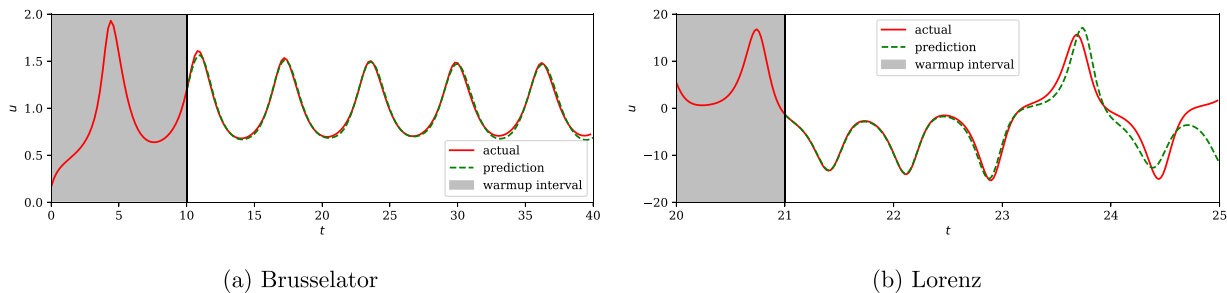 2.0
1.5
1.0
0.5
0.0
u
0 5 10 15 20 25 30 35 40
t
actual
prediction
warmup interval
(a) Brusselator
20
10
0
−10
−20
u
20 21 22 23 24 25
t
actual
prediction
warmup interval
(b) Lorenz